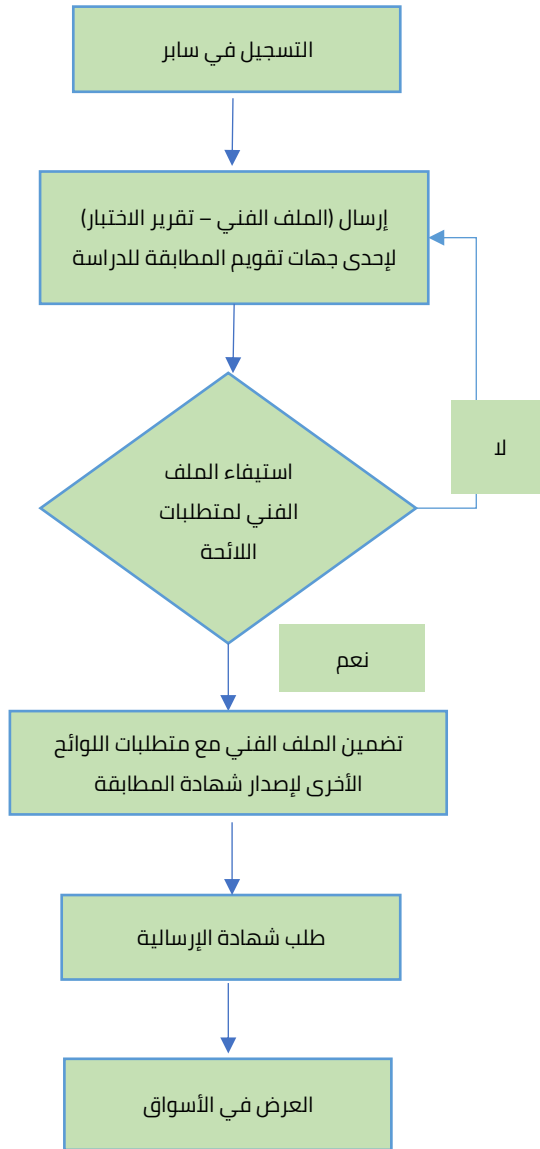 التسجيل في سابر
إرسال (الملف الفني – تقرير الاختبار)
لإحدى جهات تقويم المطابقة للدراسة
لا
استيفاء الملف
الفني لمتطلبات
اللائحة
نعم
تضمين الملف الفني مع متطلبات اللوائح
الأخرى لإصدار شهادة المطابقة
طلب شهادة الإرسالية
العرض في الأسواق